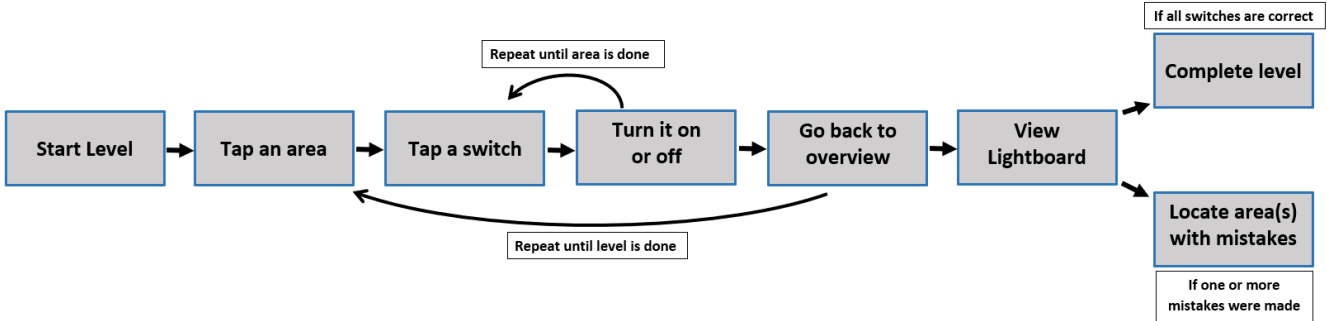 If all switches are correct
Complete level
Repeat until area is done
Start Level
Tap an area
Tap a switch
Turn it on
or off
Go back to
overview
View
Lightboard
Repeat until level is done
Locate area(s)
with mistakes
If one or more
mistakes were made